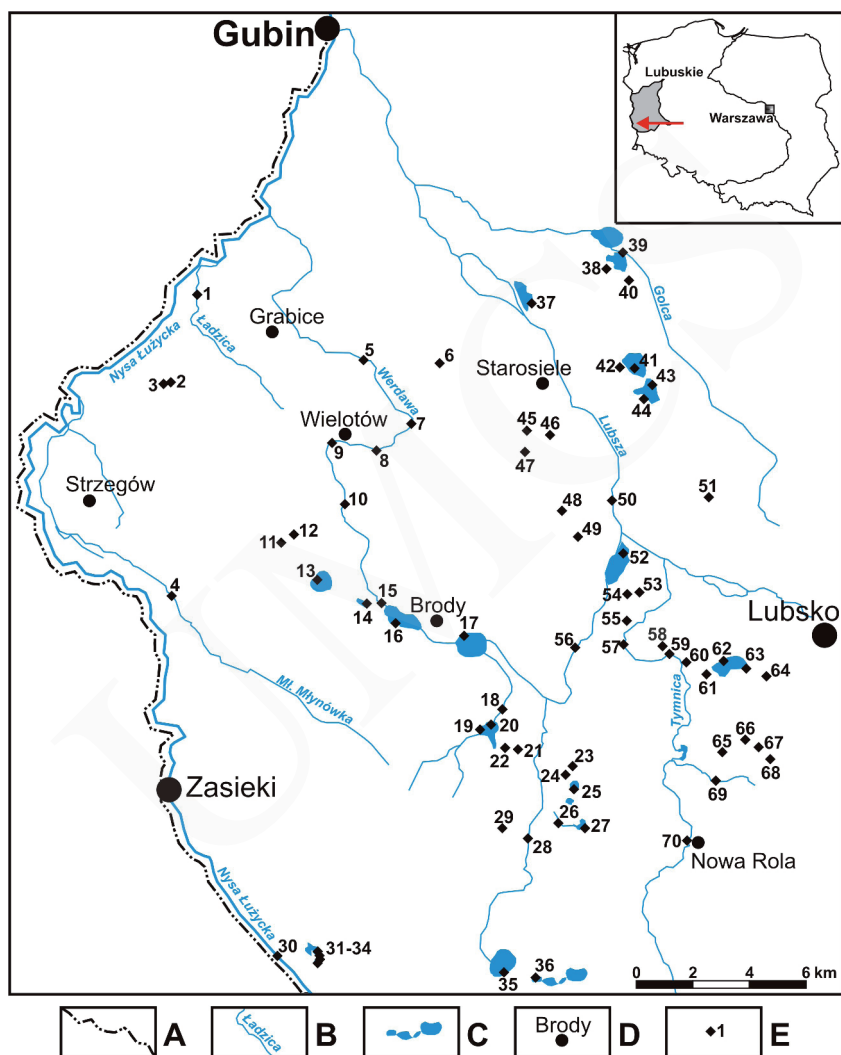 Gubin
Lubuskie
Warszawa
39
38
40
Golca
1
37
Nysa Łużycka
Ładzica
Grabice
5
6
Starosiele
42
41
43
44
3
2
Werdawa
Wielotów
7
45
46
Lubsza
9
8
47
Strzegów
10
48
50
51
12
11
49
52
13
4
14
15
Brody
54
53
16
17
55
Lubsko
56
57
58
59
60
62
63
61
64
Mł. Młynówka
18
Tymnica
19
20
66
65
67
22
21
23
68
24
Zasieki
25
69
29
26
27
28
70
Nowa Rola
Nysa Łużycka
30
31-34
35
36
0 2 4 6 km
A
Ładzica
B
C
Brody
D
1
E
UMCS